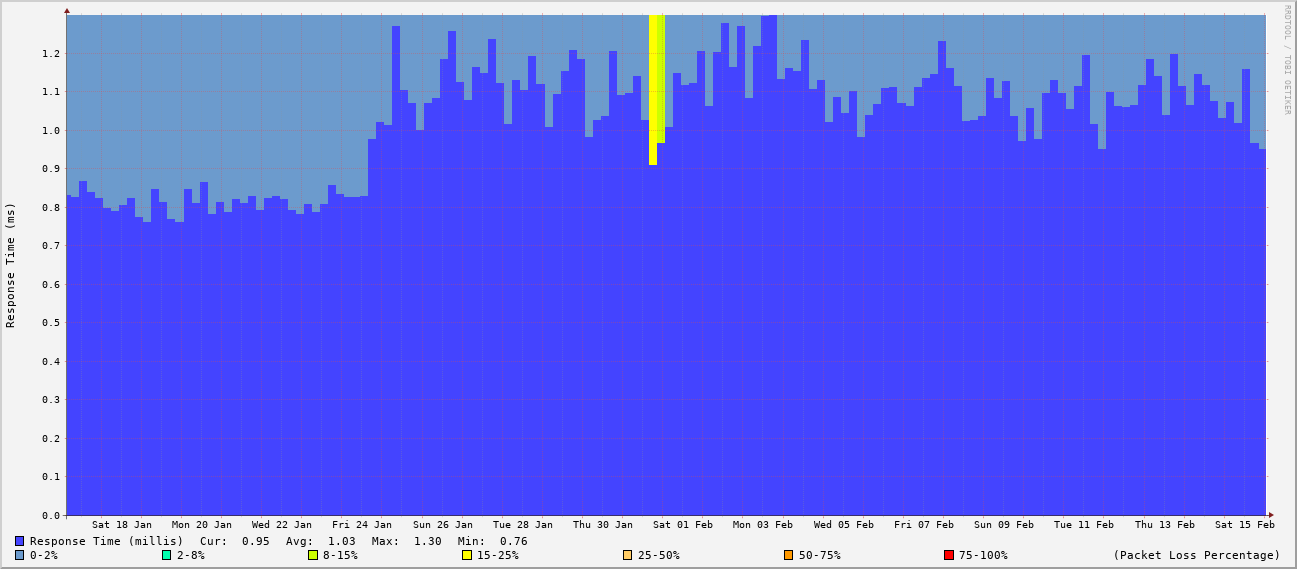 RRDTOOL / TOBI OETIKER
Response Time (ms)
1.2
1.1
1.0
0.9
0.8
0.7
0.6
0.5
0.4
0.3
0.2
0.1
0.0
Sat 18 Jan Mon 20 Jan Wed 22 Jan Fri 24 Jan Sun 26 Jan Tue 28 Jan Thu 30 Jan Sat 01 Feb Mon 03 Feb Wed 05 Feb Fri 07 Feb Sun 09 Feb Tue 11 Feb Thu 13 Feb Sat 15 Feb
Response Time (millis) Cur: 0.95 Avg: 1.03 Max: 1.30 Min: 0.76
0-2% 2-8% 8-15% 15-25% 25-50% 50-75% 75-100% (Packet Loss Percentage)